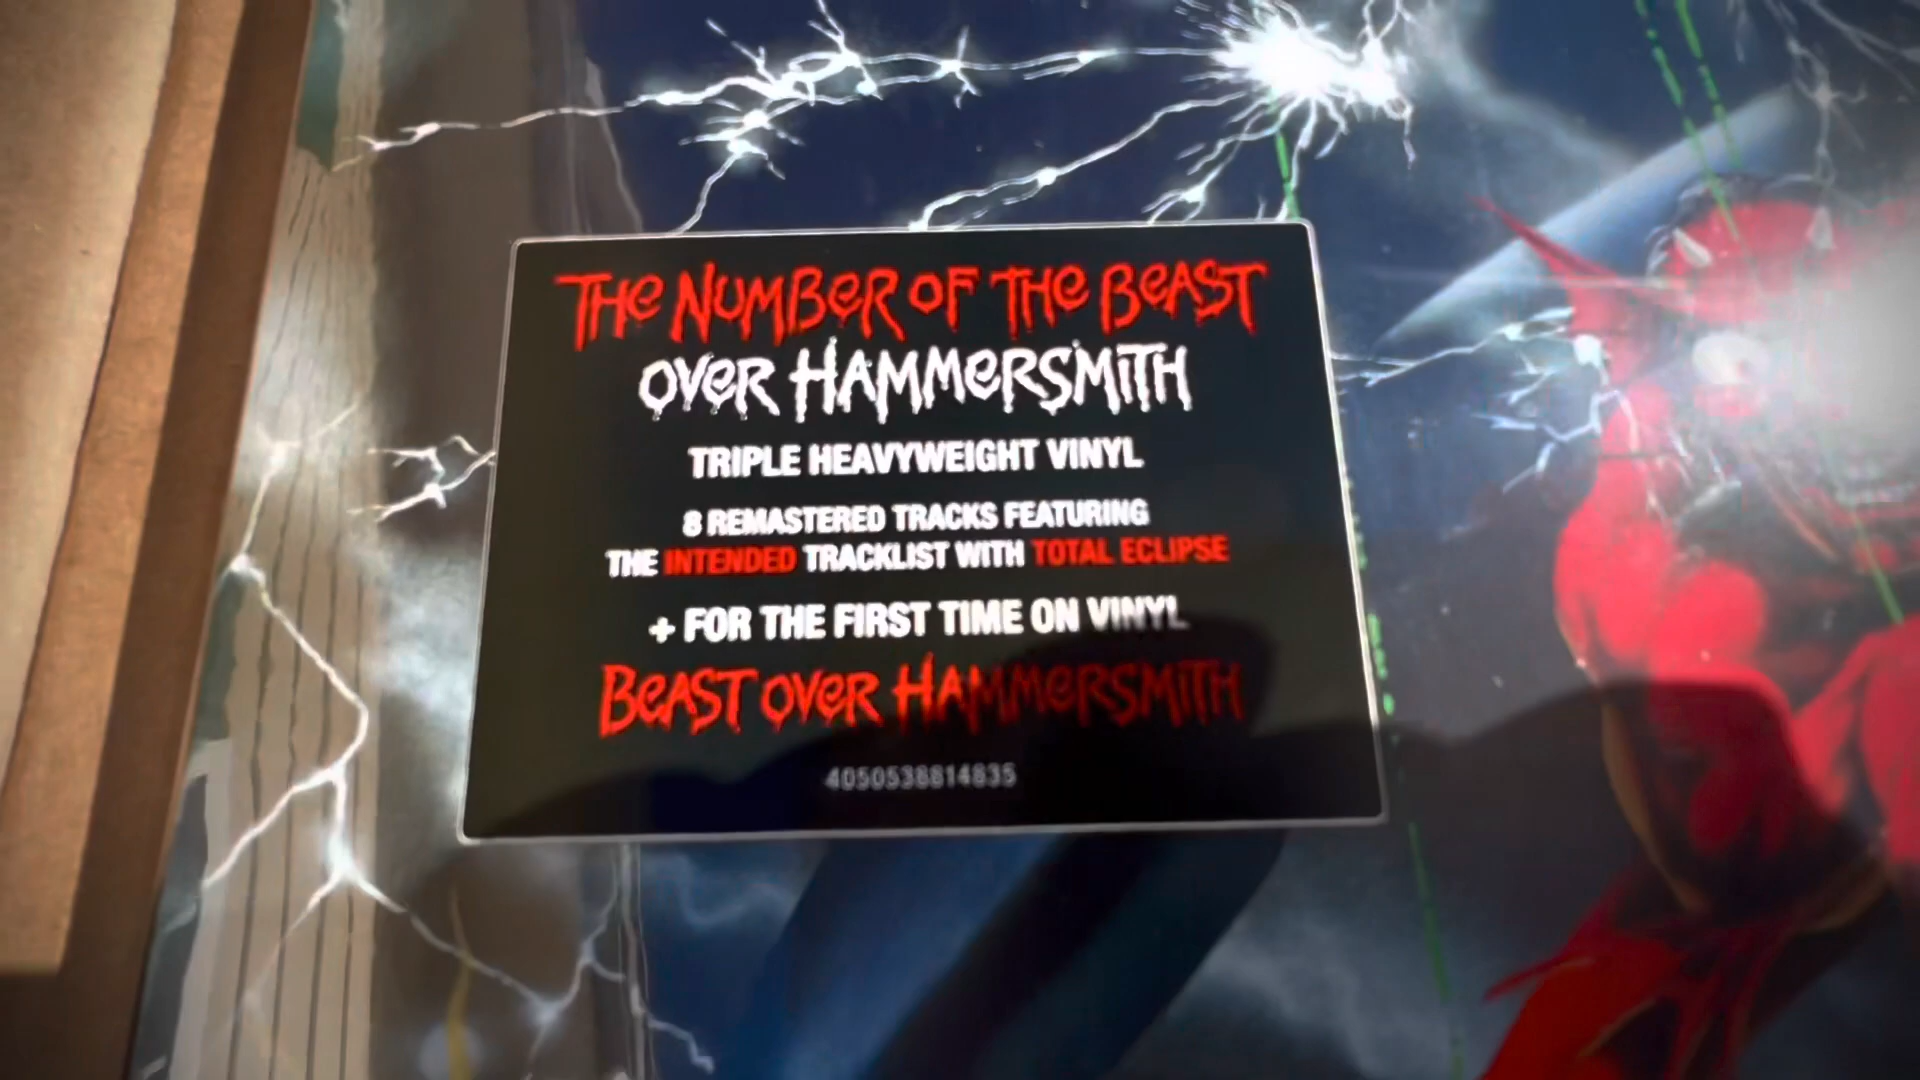 THE NUMBER OF THE BEAST
OVER HAMMERSMITH
TRIPLE HEAVYWEIGHT VINYL
8 REMASTERED TRACKS FEATURING
THE INTENDED TRACKLIST WITH TOTAL ECLIPSE
+ FOR THE FIRST TIME ON VINYL
BEAST OVER HAMMERSMITH
4050538814835